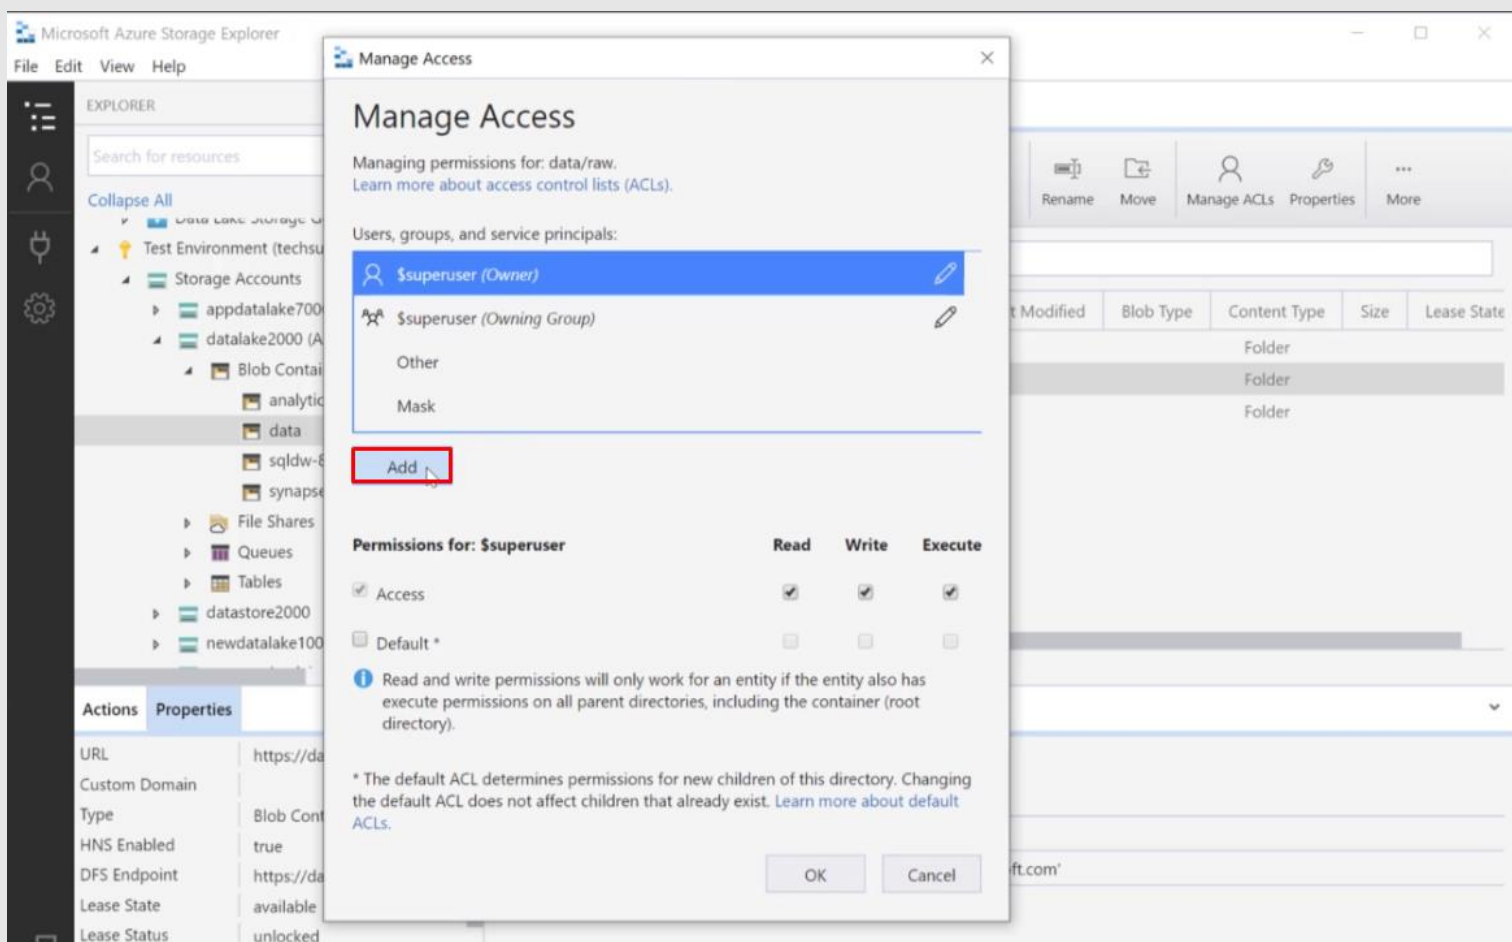 Microsoft Azure Storage Explorer
File Edit View Help
EXPLORER
Search for resources
Collapse All
Data Lake Storage G
Test Environment (techsu
Storage Accounts
appdatalake700
datalake2000 (A
Blob Contai
analytic
data
sqldw-8
synapse
File Shares
Queues
Tables
datastore2000
newdatalake100
Actions Properties
URL https://da
Custom Domain
Type Blob Cont
HNS Enabled true
DFS Endpoint https://da
Lease State available
Lease Status unlocked
Manage Access
Manage Access
Managing permissions for: data/raw.
Learn more about access control lists (ACLs).
Users, groups, and service principals:
$superuser (Owner)
$superuser (Owning Group)
Other
Mask
Add
Permissions for: $superuser Read Write Execute
Access
Default *
Read and write permissions will only work for an entity if the entity also has
execute permissions on all parent directories, including the container (root
directory).
* The default ACL determines permissions for new children of this directory. Changing
the default ACL does not affect children that already exist. Learn more about default
ACLs.
OK Cancel
Rename Move Manage ACLs Properties More
t Modified Blob Type Content Type Size Lease State
Folder
Folder
Folder
ft.com'